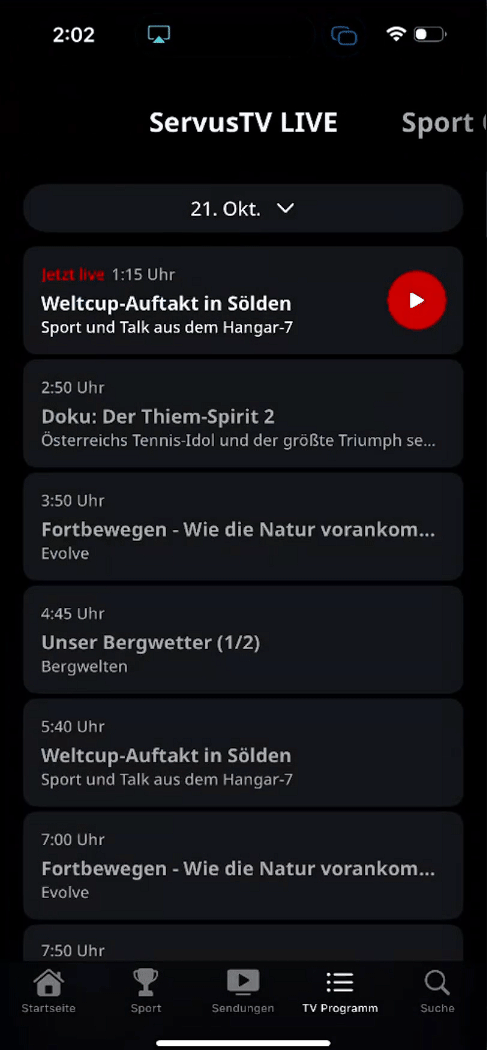 2:02
ServusTV LIVE
Sport
21. Okt.
Jetzt live 1:15 Uhr
Weltcup-Auftakt in Sölden
Sport und Talk aus dem Hangar-7
2:50 Uhr
Doku: Der Thiem-Spirit 2
Österreichs Tennis-Idol und der größte Triumph se...
3:50 Uhr
Fortbewegen - Wie die Natur vorankom...
Evolve
4:45 Uhr
Unser Bergwetter (1/2)
Bergwelten
5:40 Uhr
Weltcup-Auftakt in Sölden
Sport und Talk aus dem Hangar-7
7:00 Uhr
Fortbewegen - Wie die Natur vorankom...
Evolve
7:50 Uhr
Startseite
Sport
Sendungen
TV Programm
Suche